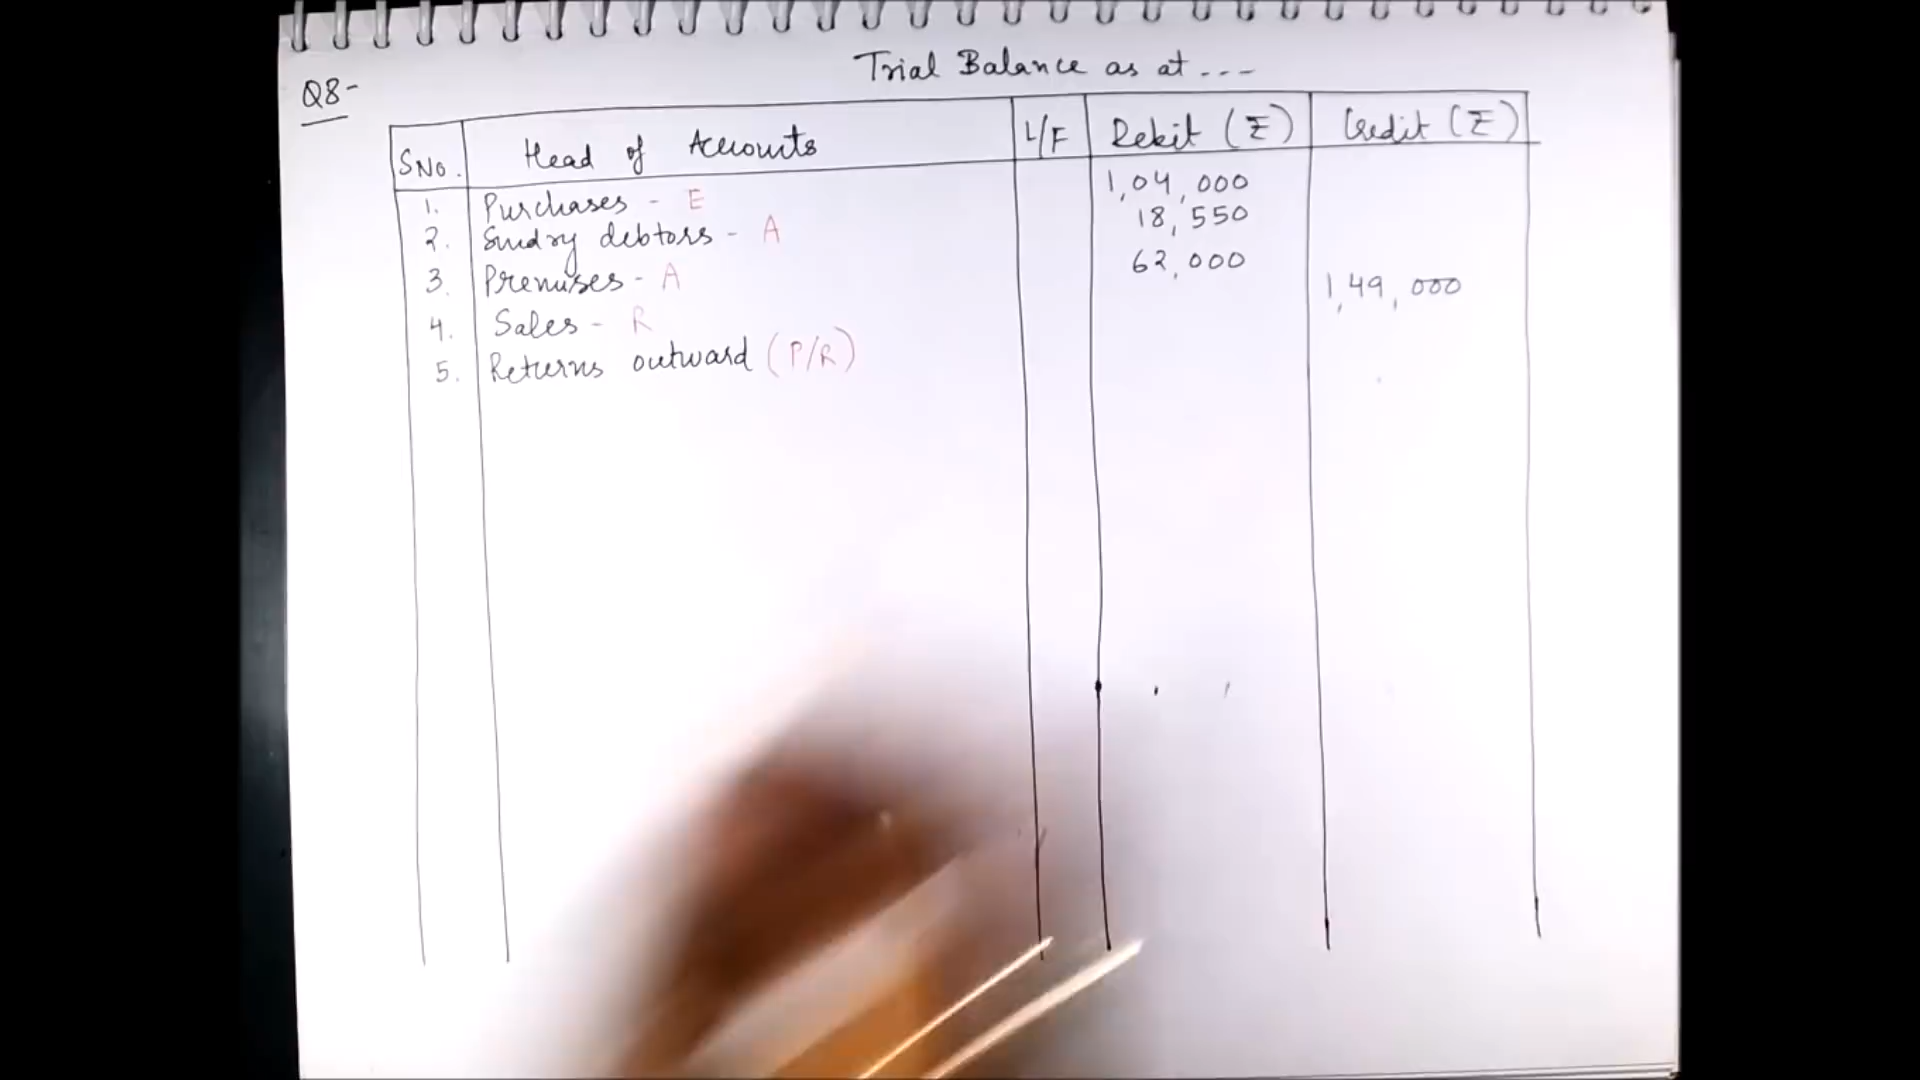 Trial Balance as at ---
Q8-
SNo. Head of Accounts L/F Debit (₹) Credit (₹)
1. Purchases - E 1,04,000
2. Sundry debtors - A 18,550
3. Premises - A 62,000
4. Sales - R 1,49,000
5. Returns outward (P/R)